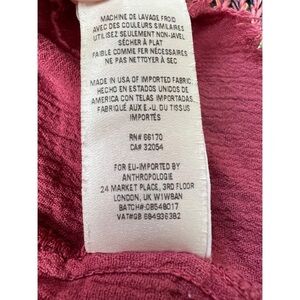 MACHINE DE LAVAGE FROID
AVEC DES COULEURS SIMILAIRES
UTILISEZ SEULEMENT NON-JAVEL
SÉCHER À PLAT
FAIBLE COMME FER NÉCESSAIRES
NE PAS NETTOYER À SEC
MADE IN USA OF IMPORTED FABRIC
HECHO EN ESTADOS UNIDOS DE
AMERICA CON TELAS IMPORTADAS
FABRIQUÉ AUX E.-U. DU TISSUS
IMPORTÉS
RN# 66170
CA# 32054
FOR EU-IMPORTED BY
ANTHROPOLOGIE
24 MARKET PLACE, 3RD FLOOR
LONDON, UK W1W8AN
BATCH#-0B548017
VAT#GB 684936382